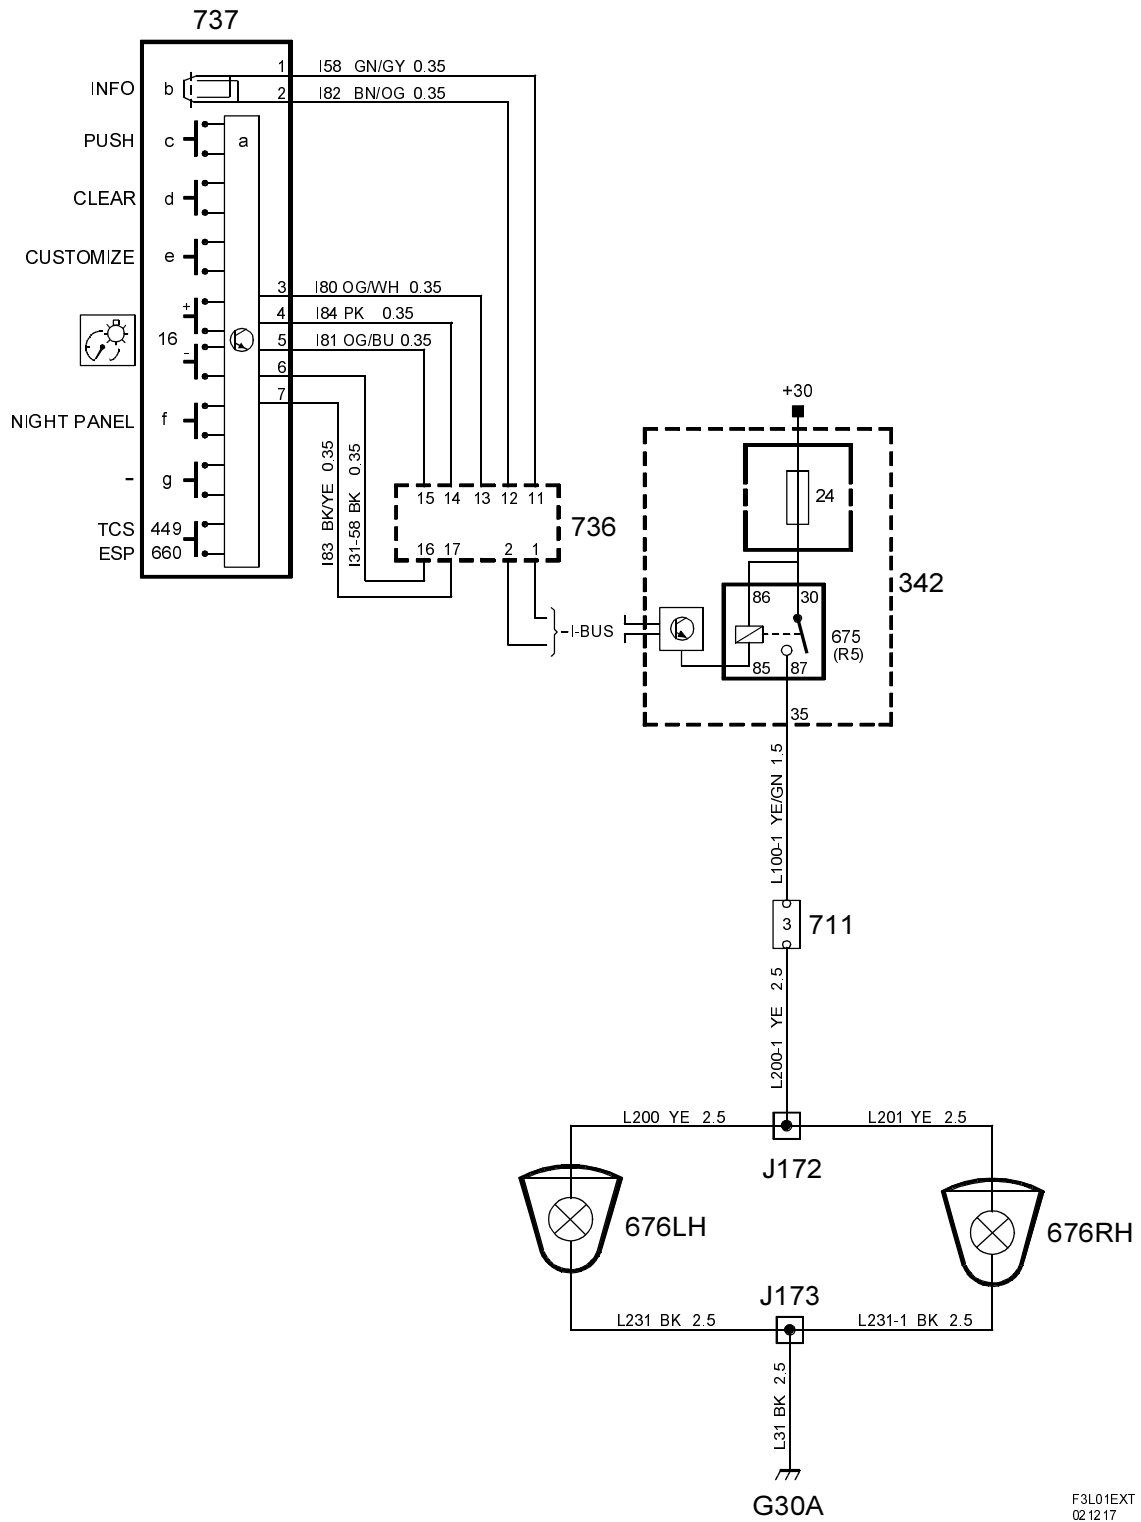 737
1 I58 GN/GY 0.35
INFO b
2 I82 BN/OG 0.35
PUSH c a
CLEAR d
CUSTOMIZE e
3 I80 OG/WH 0.35
+
4 I84 PK 0.35
16
5 I81 OG/BU 0.35
-
6
7
NIGHT PANEL f
I83 BK/YE 0.35
I31-58 BK 0.35
- g
TCS 449
ESP 660
15 14 13 12 11
736
16 17 2 1
I-BUS
+30
24
342
86 30
675
(R5)
85 87
35
L100-1 YE/GN 1.5
3 711
L200-1 YE 2.5
L200 YE 2.5
L201 YE 2.5
J172
676LH
676RH
J173
L231 BK 2.5
L231-1 BK 2.5
L31 BK 2.5
G30A
F3L01EXT
021217